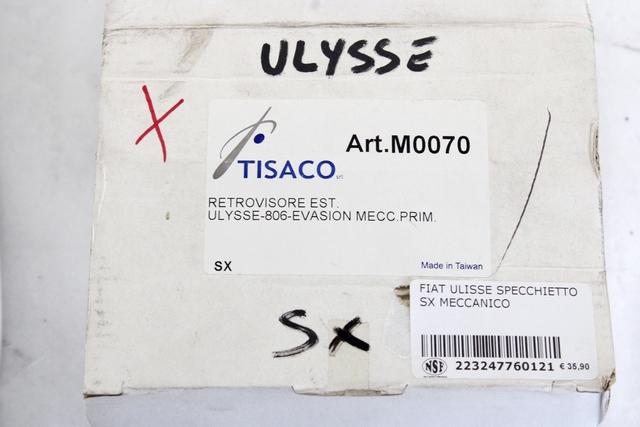 ULYSSE
X
Art.M0070
TISACO srl
RETROVISORE EST.
ULYSSE-806-EVASION MECC.PRIM.
SX
Made in Taiwan
FIAT ULISSE SPECCHIETTO
SX MECCANICO
SX
NSF 223247760121 € 35,90